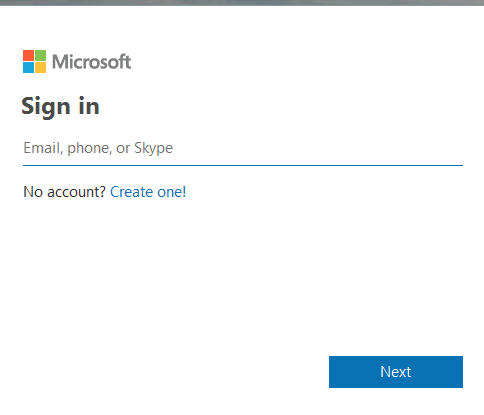 Microsoft
Sign in
Email, phone, or Skype
No account? Create one!
Next